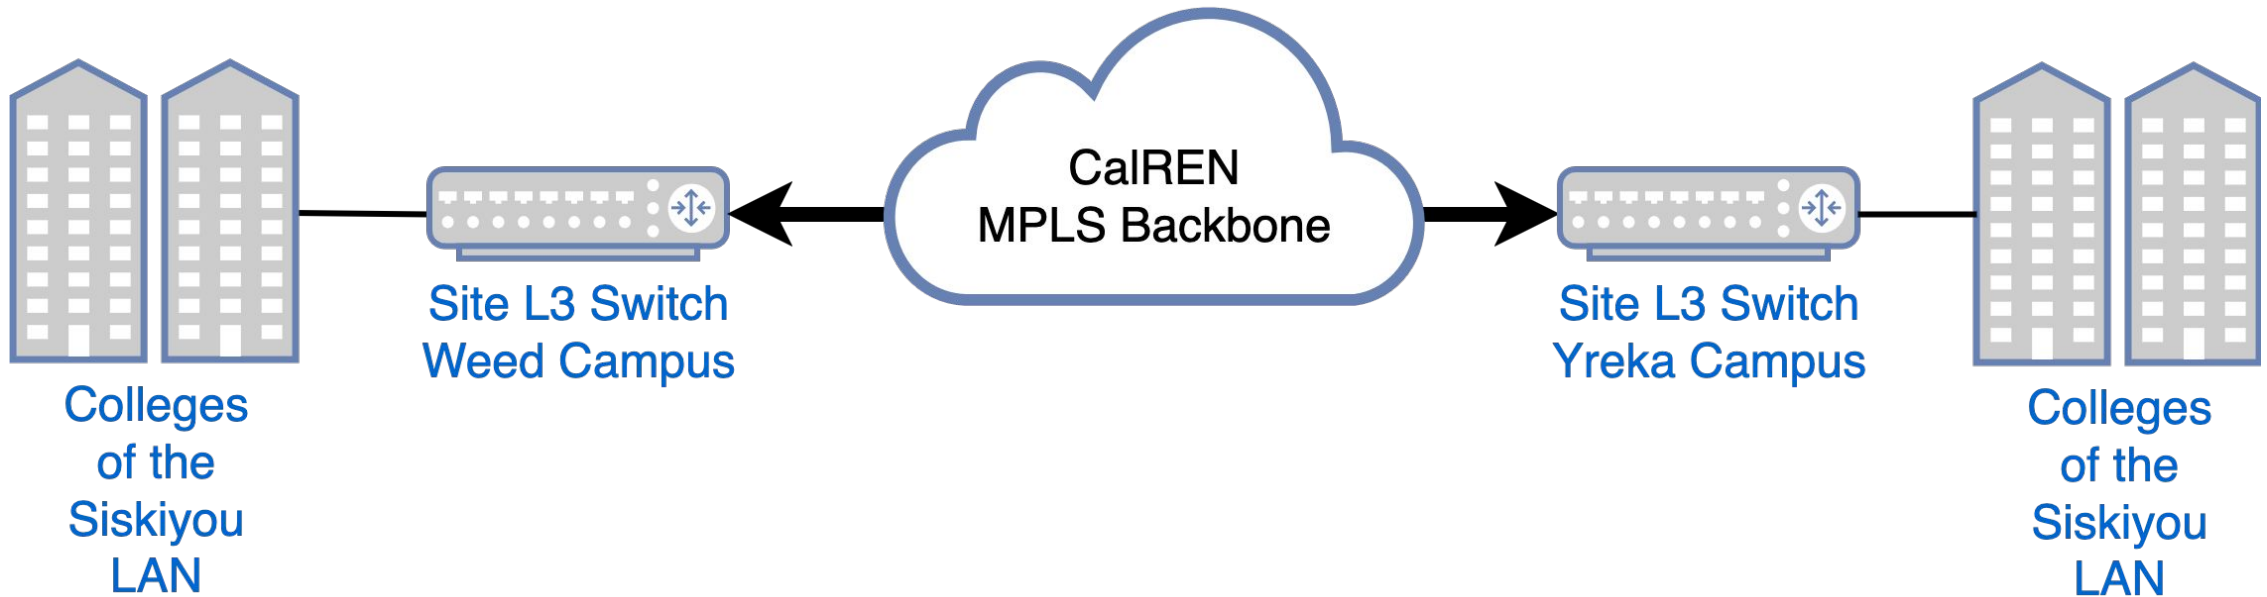 CalREN
MPLS Backbone
Site L3 Switch
Weed Campus
Site L3 Switch
Yreka Campus
Colleges
of the
Siskiyou
LAN
Colleges
of the
Siskiyou
LAN